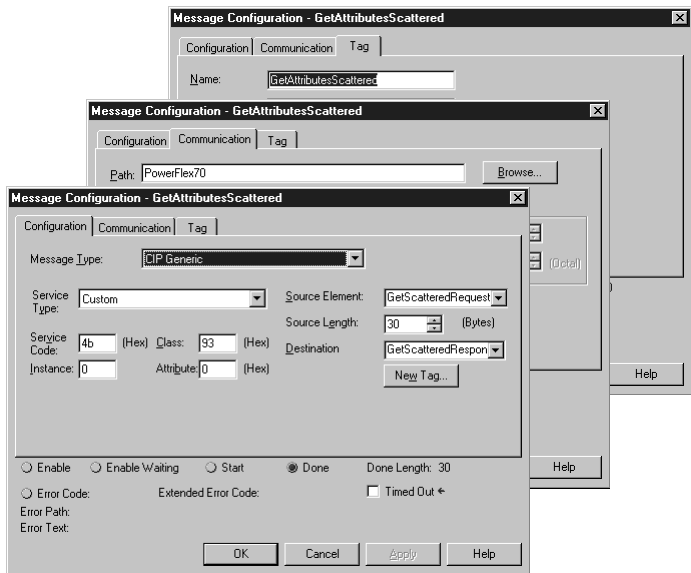 Message Configuration - GetAttributesScattered
Configuration Communication Tag
Name: GetAttributesScattered
Help
Message Configuration - GetAttributesScattered
Configuration Communication Tag
Path: PowerFlex70 Browse...
(Octal)
Help
Message Configuration - GetAttributesScattered
Configuration Communication Tag
Message Type: CIP Generic
Service Type: Custom
Source Element: GetScatteredRequest
Source Length: 30 (Bytes)
Service Code: 4b (Hex) Class: 93 (Hex)
Destination GetScatteredRespon
Instance: 0 Attribute: 0 (Hex)
New Tag...
Enable Enable Waiting Start Done Done Length: 30
Error Code: Extended Error Code: Timed Out ←
Error Path:
Error Text:
OK Cancel Apply Help